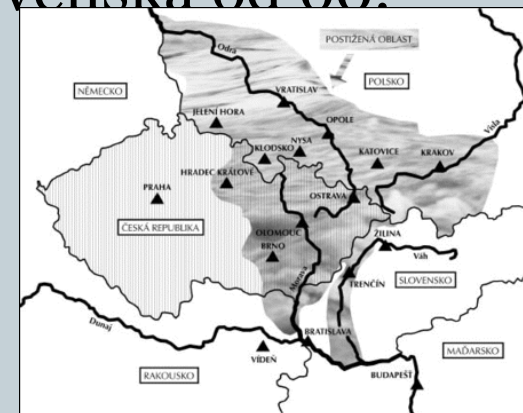 POSTIŽENÁ OBLAST
Odra
NĚMECKO
POLSKO
VRATISLAV
JELENÍ HORA
OPOLE
Visla
NYSA
KLODSKO
KATOVICE
KRAKOV
HRADEC KRÁLOVÉ
PRAHA
OSTRAVA
ČESKÁ REPUBLIKA
OLOMOUC
ŽILINA
BRNO
Váh
Morava
TRENČÍN
SLOVENSKO
Dunaj
BRATISLAVA
VÍDEŇ
MAĎARSKO
RAKOUSKO
BUDAPEŠŤ